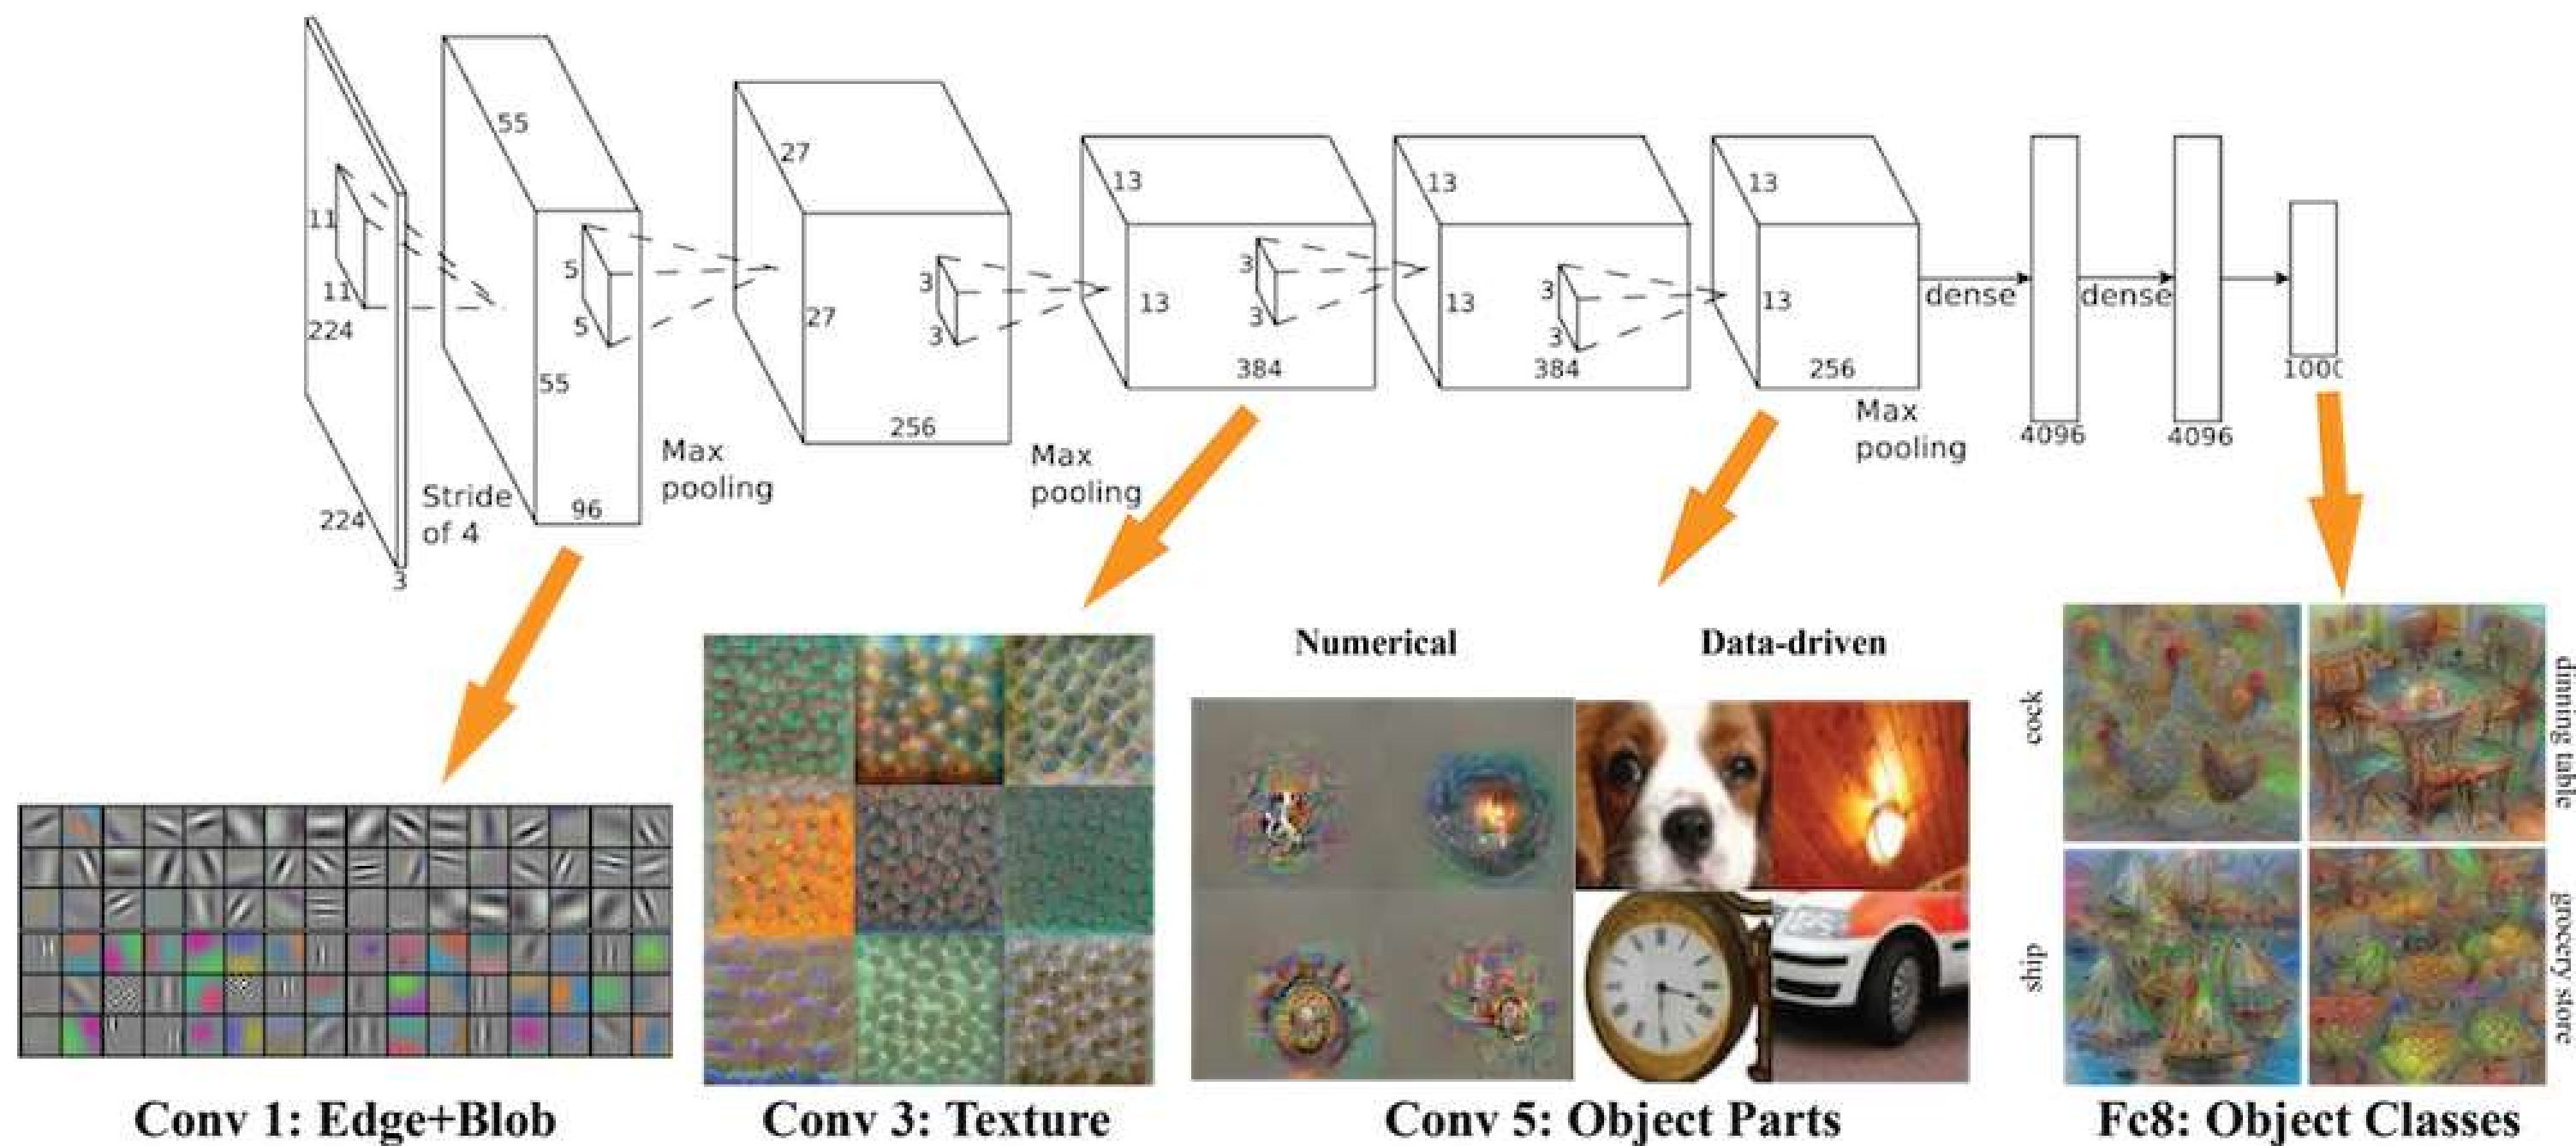 55
27
13
13
13
11
11
224
5
5
55
27
3
3
13
3
3
13
3
3
13
dense
dense
384
384
256
1000
224
Stride
of 4
3
96
Max
pooling
256
Max
pooling
Max
pooling
4096
4096
Numerical
Data-driven
cock
dinning table
ship
grocery store
Conv 1: Edge+Blob
Conv 3: Texture
Conv 5: Object Parts
Fc8: Object Classes